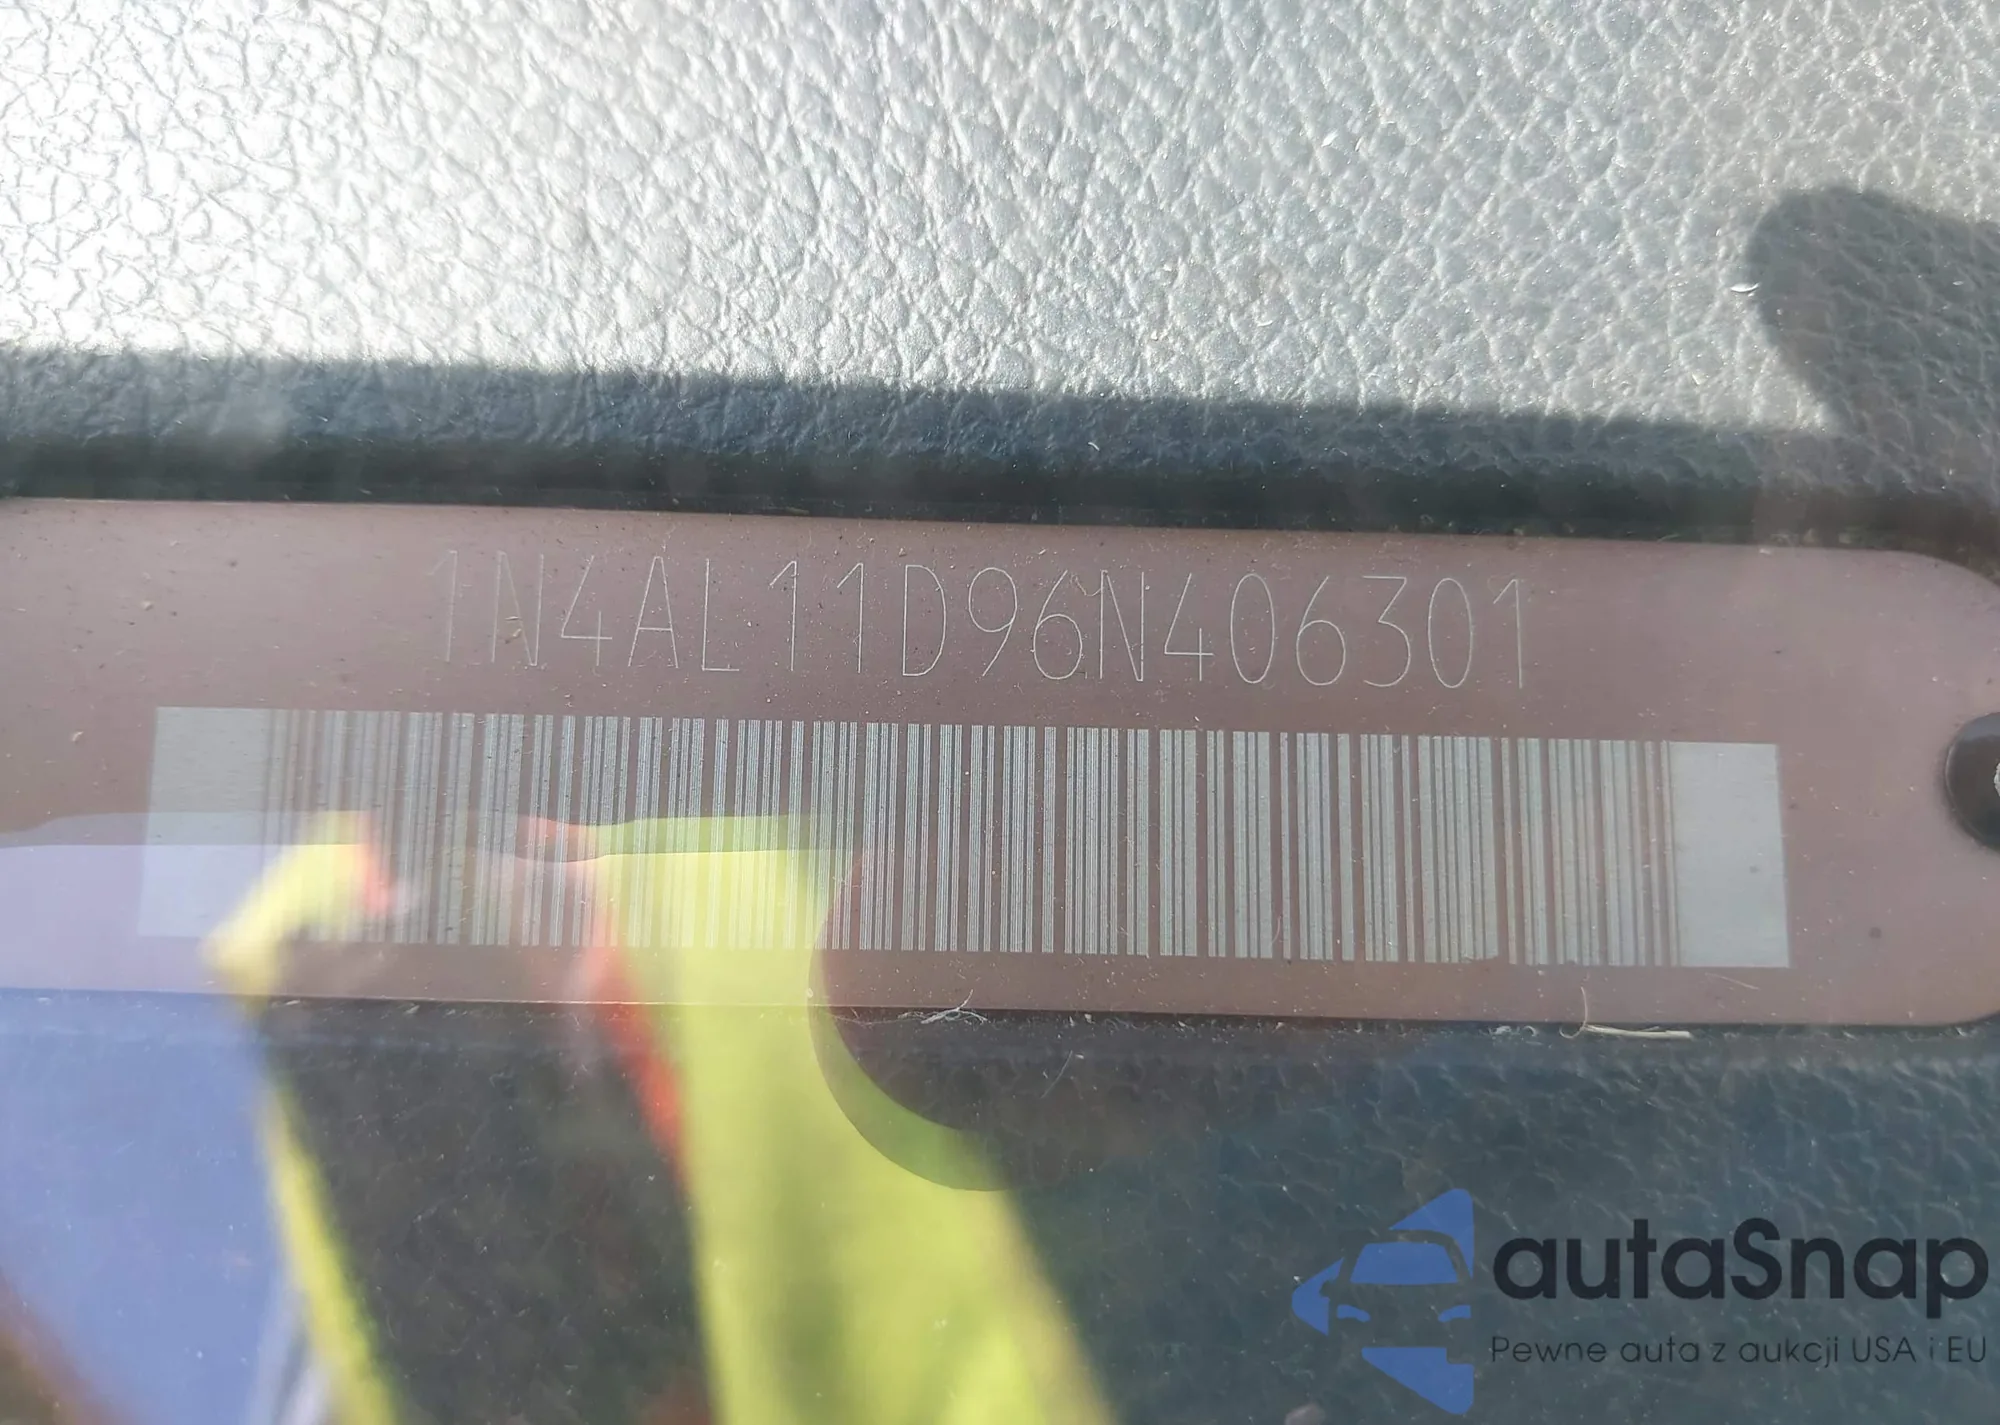 1N4AL11D96N406301
autaSnap
Pewne auta z aukcji USA i EU